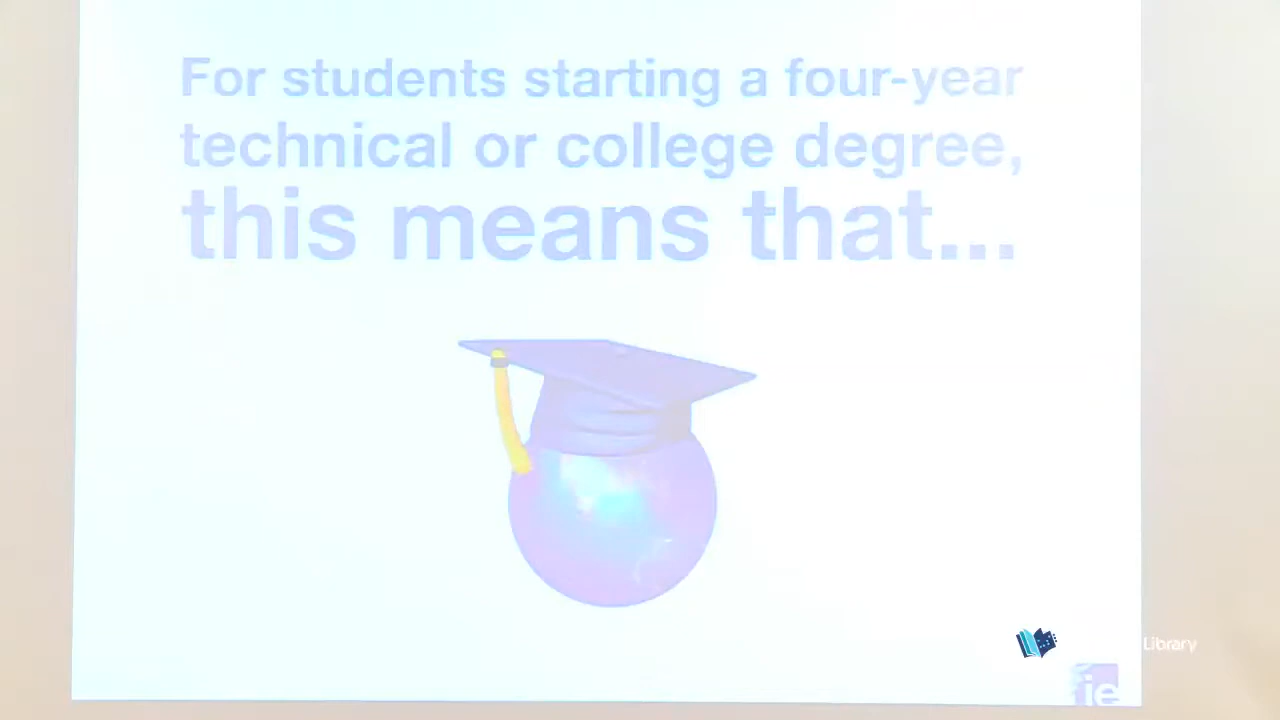 For students starting a four-year
technical or college degree,
this means that...
Library
ie